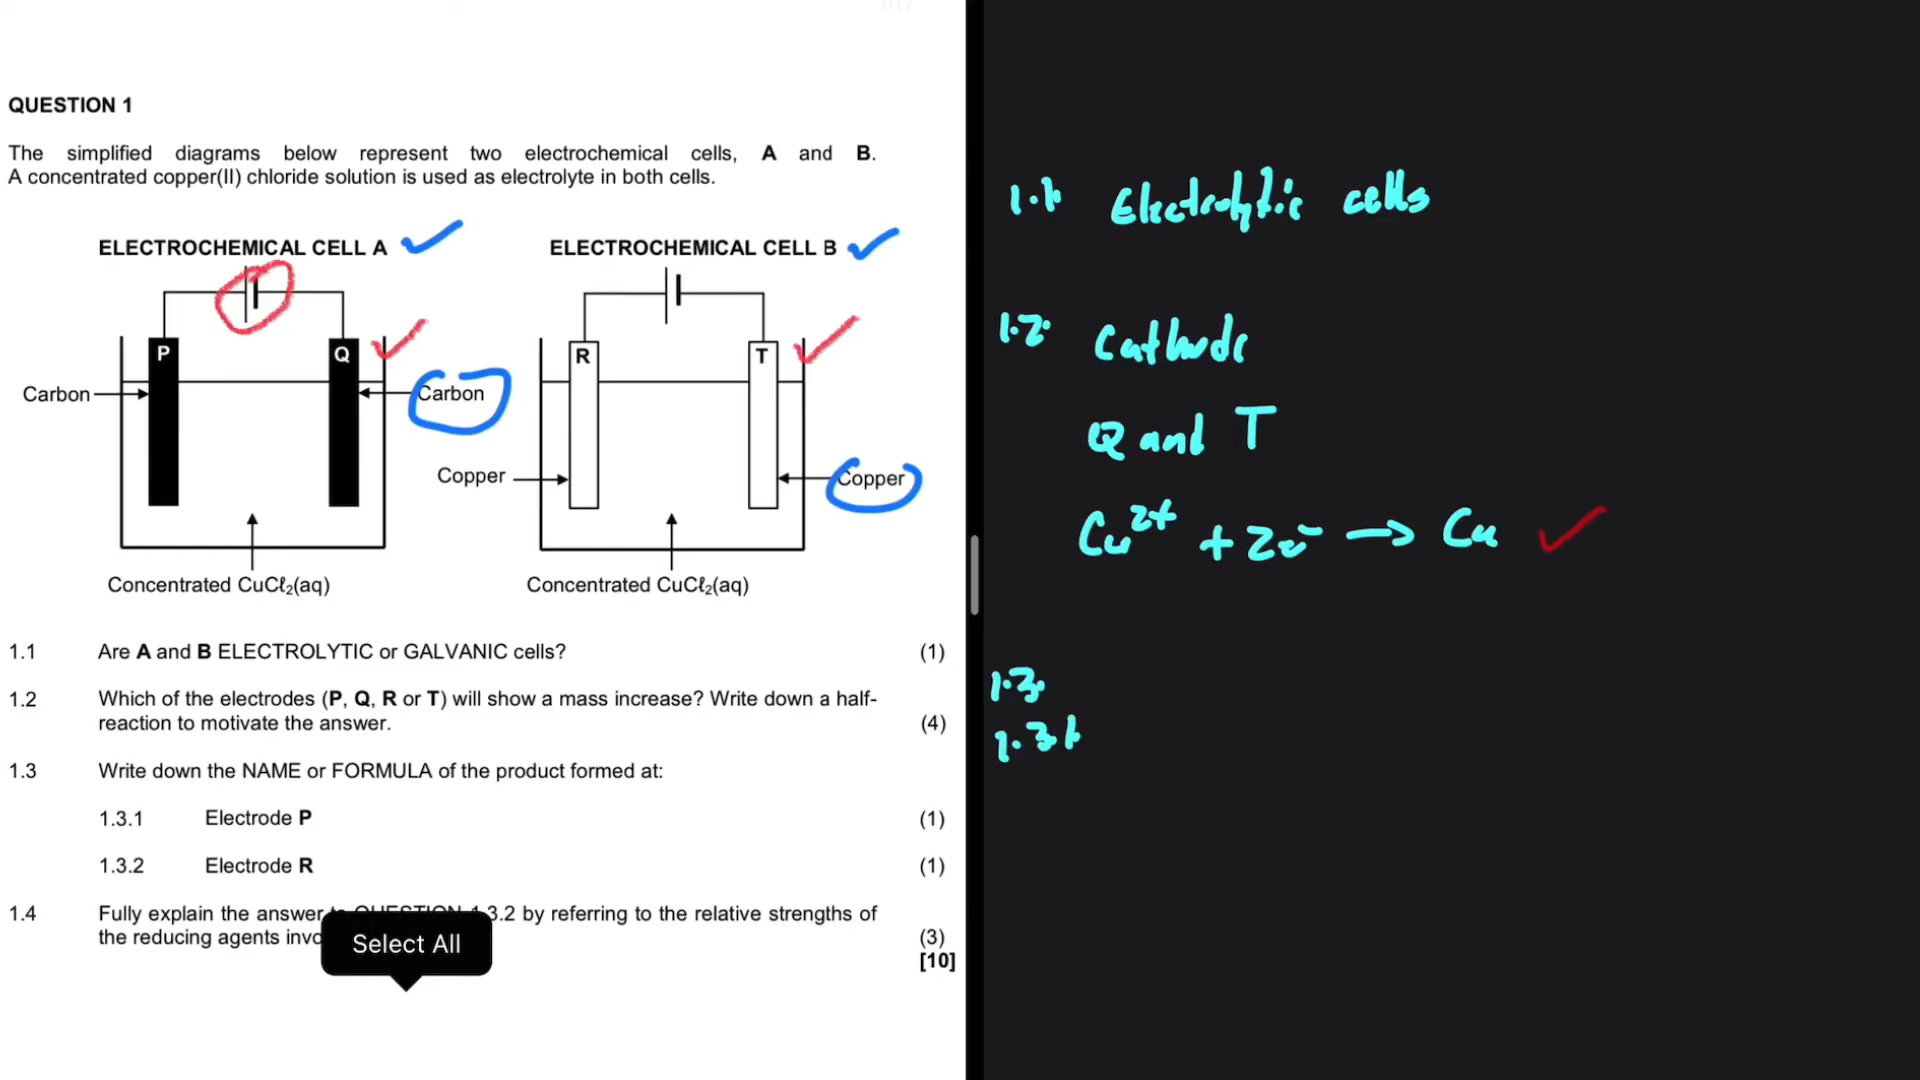 QUESTION 1
The simplified diagrams below represent two electrochemical cells, A and B.
A concentrated copper(II) chloride solution is used as electrolyte in both cells.
ELECTROCHEMICAL CELL A
ELECTROCHEMICAL CELL B
P
Q
R
T
Carbon
Carbon
Copper
Copper
Concentrated CuCℓ₂(aq)
Concentrated CuCℓ₂(aq)
1.1 Are A and B ELECTROLYTIC or GALVANIC cells? (1)
1.2 Which of the electrodes (P, Q, R or T) will show a mass increase? Write down a half-
reaction to motivate the answer. (4)
1.3 Write down the NAME or FORMULA of the product formed at:
1.3.1 Electrode P (1)
1.3.2 Electrode R (1)
1.4 Fully explain the answer QUESTION 1.3.2 by referring to the relative strengths of
the reducing agents (3)
[10]
Select All
1.1 Electrolytic cells
1.2. Cathode
Q and T
Cu²⁺ + 2e⁻ → Cu
1.3.
1.3.1